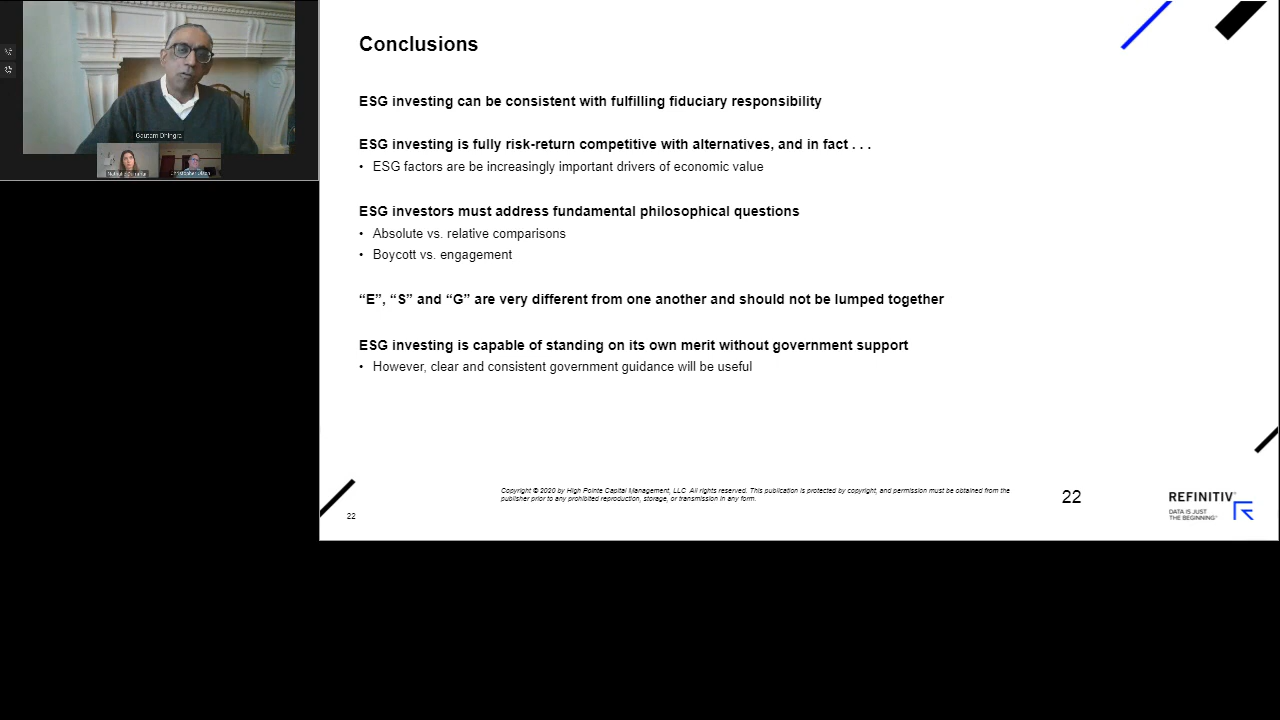 Gautam Dhingra
Christopher Olson
Conclusions
ESG investing can be consistent with fulfilling fiduciary responsibility
ESG investing is fully risk-return competitive with alternatives, and in fact . . .
• ESG factors are be increasingly important drivers of economic value
ESG investors must address fundamental philosophical questions
• Absolute vs. relative comparisons
• Boycott vs. engagement
“E”, “S” and “G” are very different from one another and should not be lumped together
ESG investing is capable of standing on its own merit without government support
• However, clear and consistent government guidance will be useful
Copyright © 2020 by High Pointe Capital Management, LLC All rights reserved. This publication is protected by copyright, and permission must be obtained from the
publisher prior to any prohibited reproduction, storage, or transmission in any form.
22
22
REFINITIV
DATA IS JUST
THE BEGINNING